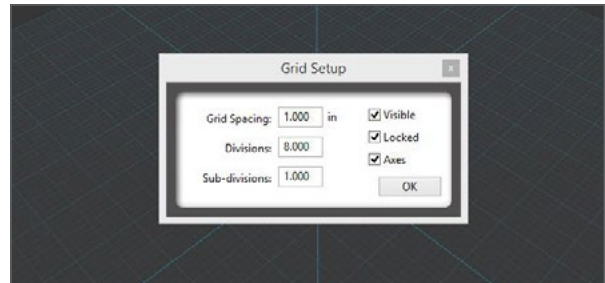 Grid Setup
x
Grid Spacing: 1.000 in
Visible
Divisions: 8.000
Locked
Sub-divisions: 1.000
Axes
OK